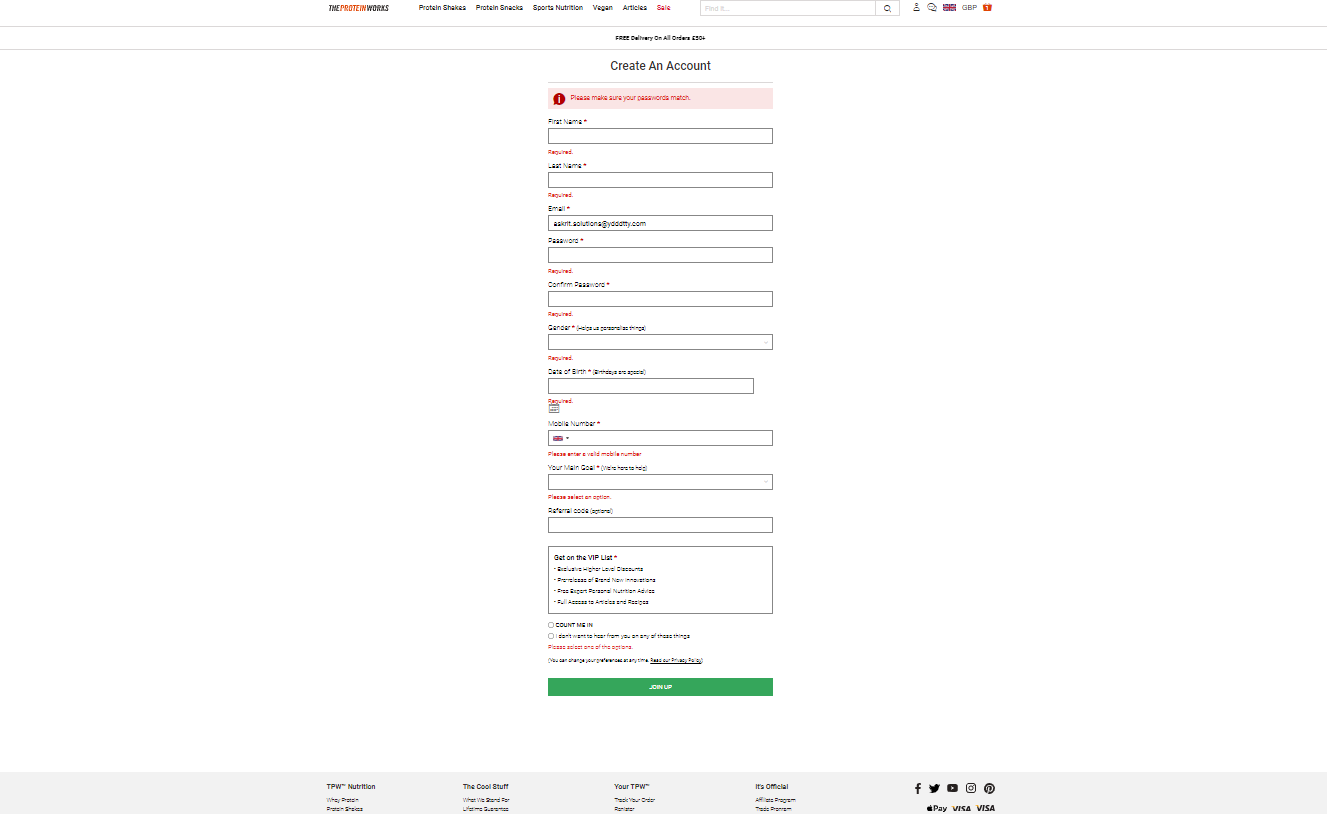 THEPROTEINWORKS Protein Shakes Protein Snacks Sports Nutrition Vegan Articles Sale Find it... GBP 1
FREE Delivery On All Orders £50+
Create An Account
Please make sure your passwords match.
First Name *
Required.
Last Name *
Required.
Email *
askrit.solutions@ydddtty.com
Password *
Required.
Confirm Password *
Required.
Gender * (Helps us personalise things)
Required.
Date of Birth * (Birthdays are special)
Required.
Mobile Number *
Please enter a valid mobile number
Your Main Goal * (We're here to help)
Please select an option.
Referral code (optional)
Get on the VIP List *
• Exclusive Higher Level Discounts
• Pre-release of Brand New Innovations
• Free Expert Personal Nutrition Advice
• Full Access to Articles and Recipes
COUNT ME IN
I don't want to hear from you on any of these things
Please select one of the options.
(You can change your preferences at any time. Read our Privacy Policy)
JOIN UP
TPW™ Nutrition The Cool Stuff Your TPW™ It's Official
Whey Protein What We Stand For Track Your Order Affiliate Program
Protein Shakes Lifetime Guarantee Register Trade Program
Pay VISA VISA